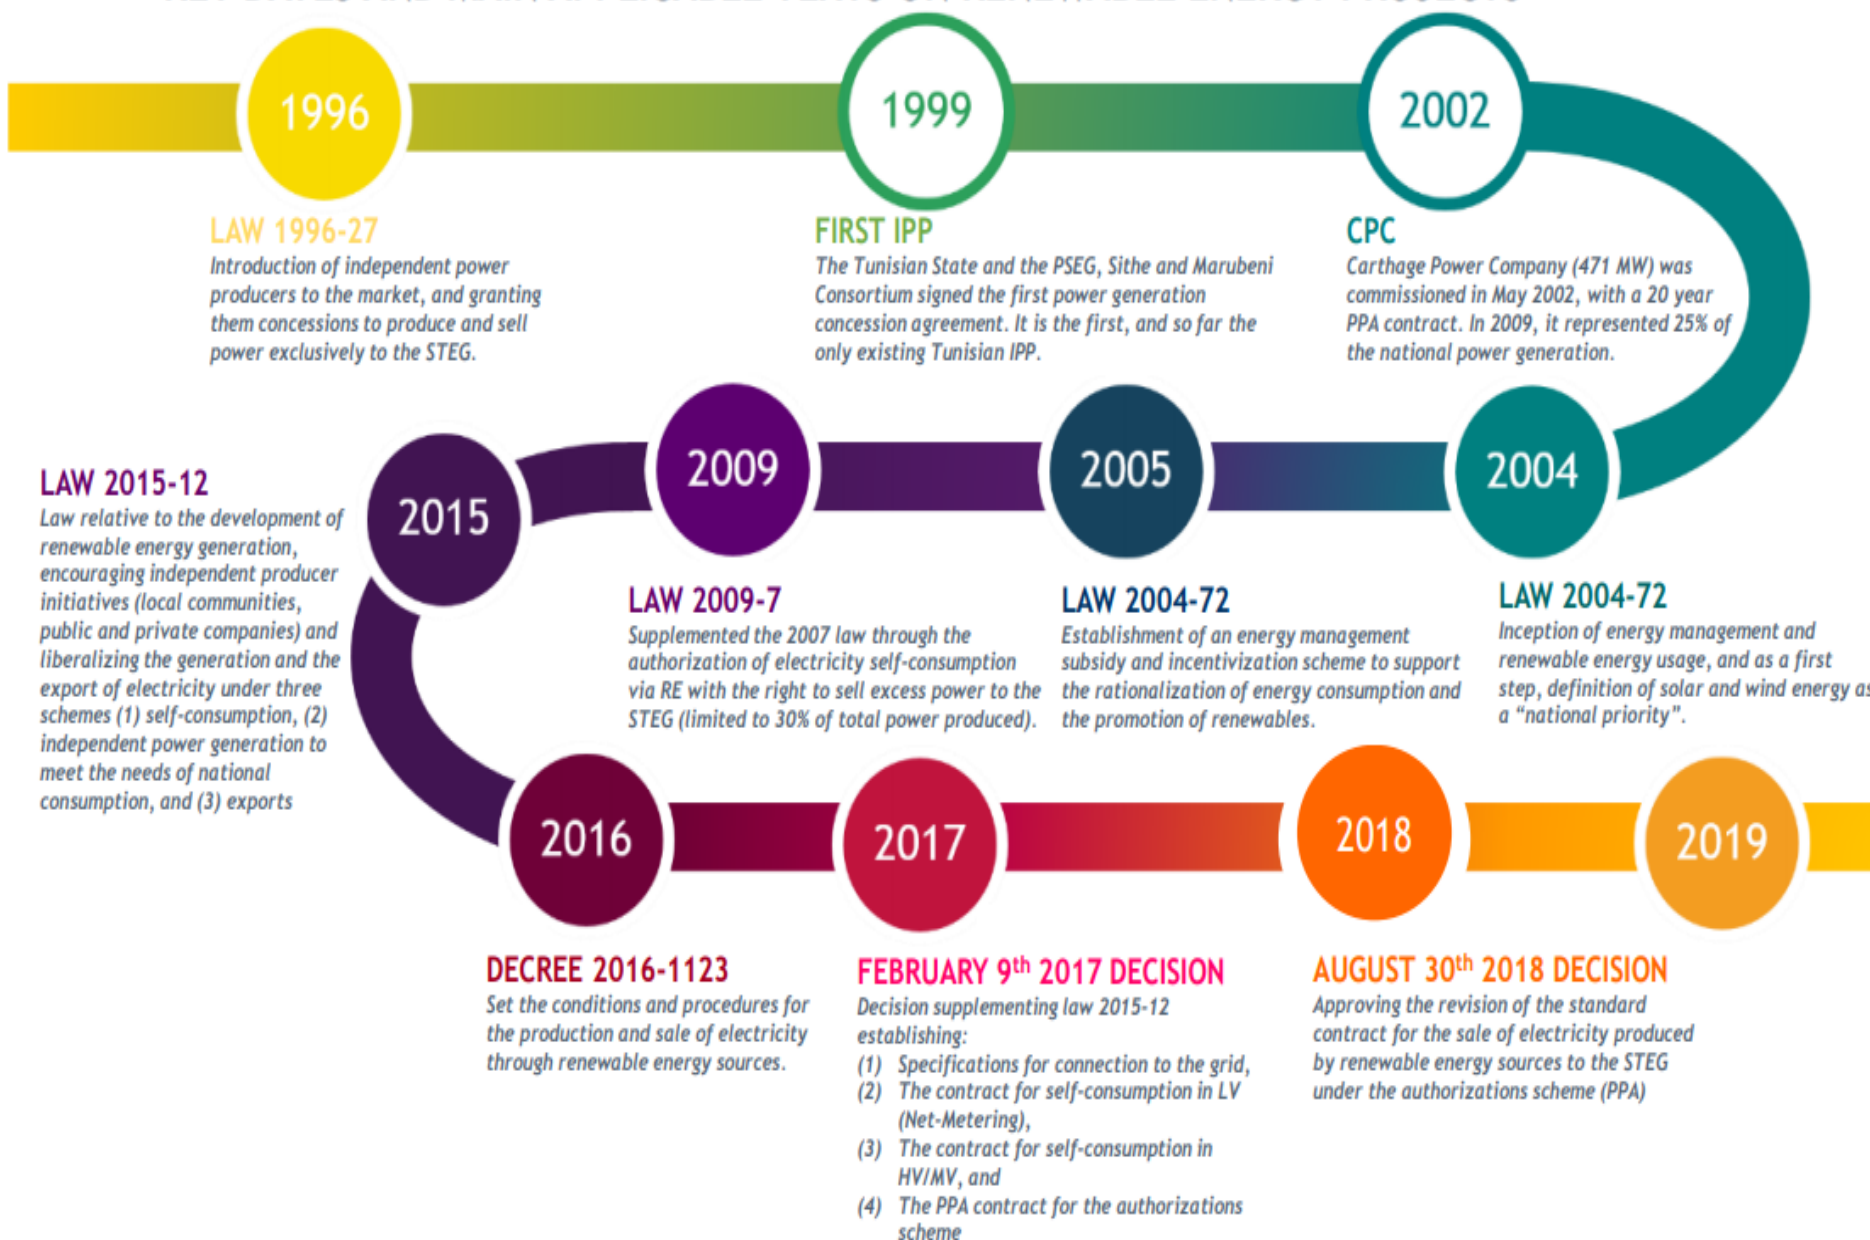 KEY DATES AND MAIN APPLICABLE TEXTS ON RENEWABLE ENERGY PROJECTS
1996
1999
2002
LAW 1996-27
Introduction of independent power
producers to the market, and granting
them concessions to produce and sell
power exclusively to the STEG.
FIRST IPP
The Tunisian State and the PSEG, Sithe and Marubeni
Consortium signed the first power generation
concession agreement. It is the first, and so far the
only existing Tunisian IPP.
CPC
Carthage Power Company (471 MW) was
commissioned in May 2002, with a 20 year
PPA contract. In 2009, it represented 25% of
the national power generation.
2004
LAW 2004-72
Inception of energy management and
renewable energy usage, and as a first
step, definition of solar and wind energy as
a “national priority”.
2005
LAW 2004-72
Establishment of an energy management
subsidy and incentivization scheme to support
the rationalization of energy consumption and
the promotion of renewables.
2009
LAW 2009-7
Supplemented the 2007 law through the
authorization of electricity self-consumption
via RE with the right to sell excess power to the
STEG (limited to 30% of total power produced).
2015
LAW 2015-12
Law relative to the development of
renewable energy generation,
encouraging independent producer
initiatives (local communities,
public and private companies) and
liberalizing the generation and the
export of electricity under three
schemes (1) self-consumption, (2)
independent power generation to
meet the needs of national
consumption, and (3) exports
2016
DECREE 2016-1123
Set the conditions and procedures for
the production and sale of electricity
through renewable energy sources.
2017
FEBRUARY 9th 2017 DECISION
Decision supplementing law 2015-12
establishing:
(1) Specifications for connection to the grid,
(2) The contract for self-consumption in LV
(Net-Metering),
(3) The contract for self-consumption in
HV/MV, and
(4) The PPA contract for the authorizations
scheme
2018
AUGUST 30th 2018 DECISION
Approving the revision of the standard
contract for the sale of electricity produced
by renewable energy sources to the STEG
under the authorizations scheme (PPA)
2019